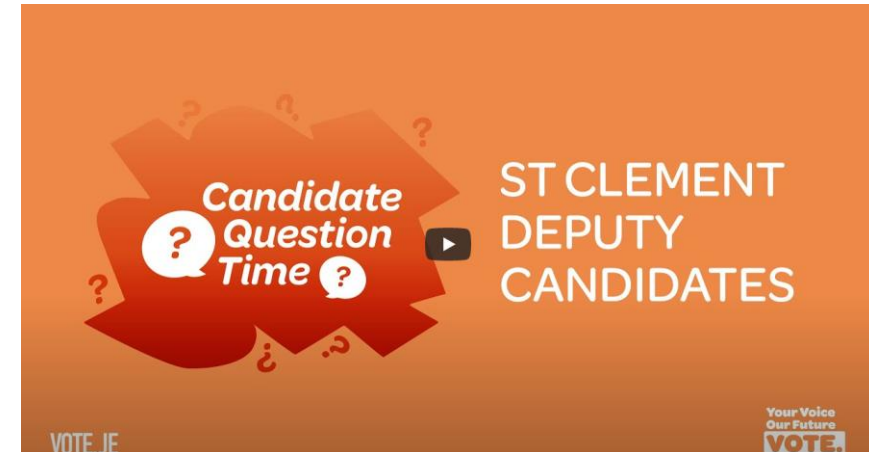 Candidate
Question
Time
?
?
ST CLEMENT
DEPUTY
CANDIDATES
?
?
?
?
?
?
VOTE.JE
Your Voice
Our Future
VOTE.